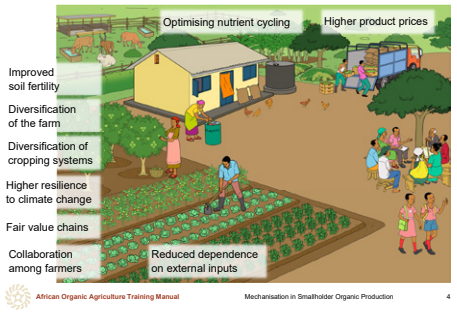 Optimising nutrient cycling
Higher product prices
Improved
soil fertility
Diversification
of the farm
Diversification of
cropping systems
Higher resilience
to climate change
Fair value chains
Collaboration
among farmers
Reduced dependence
on external inputs
African Organic Agriculture Training Manual
Mechanisation in Smallholder Organic Production
4